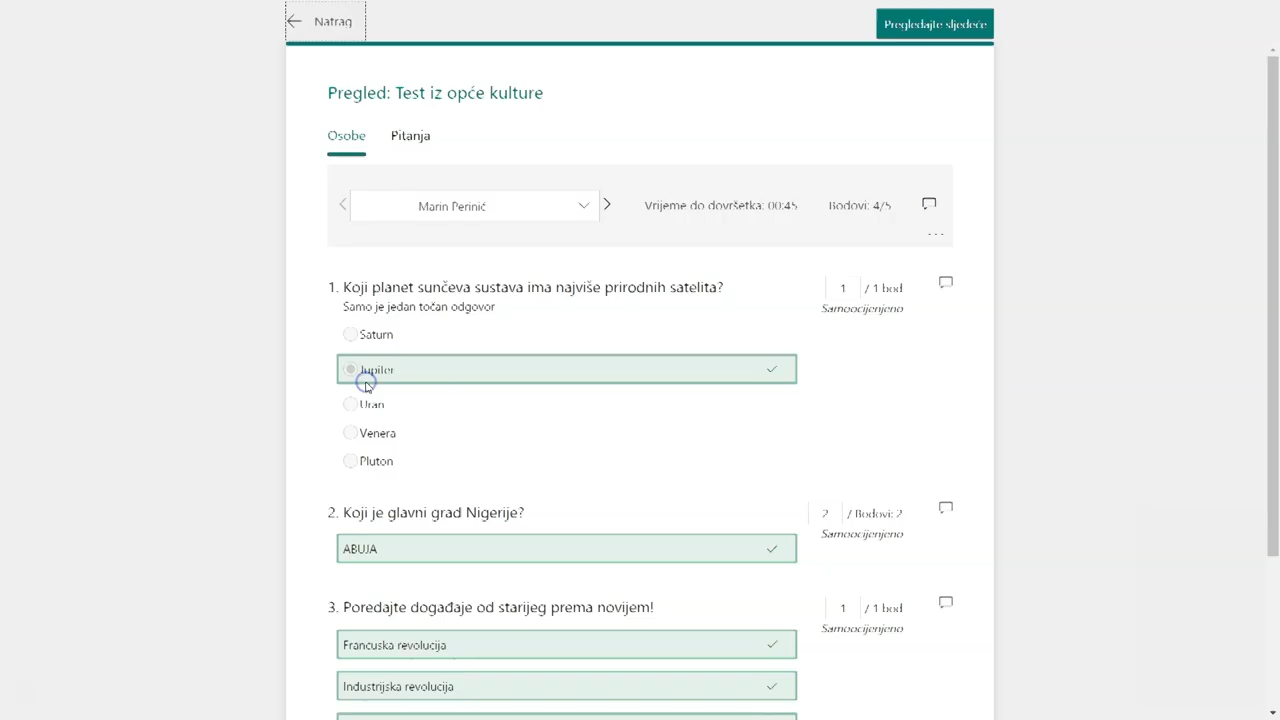 Natrag
Pregledajte sljedeće
Pregled: Test iz opće kulture
Osobe
Pitanja
Marin Perinić
Vrijeme do dovršetka: 00:45
Bodovi: 4/5
1. Koji planet sunčeva sustava ima najviše prirodnih satelita?
1 / 1 bod
Samo je jedan točan odgovor
Samoocijenjeno
Saturn
Jupiter
Uran
Venera
Pluton
2. Koji je glavni grad Nigerije?
2 / Bodovi: 2
Samoocijenjeno
ABUJA
3. Poredajte događaje od starijeg prema novijem!
1 / 1 bod
Samoocijenjeno
Francuska revolucija
Industrijska revolucija